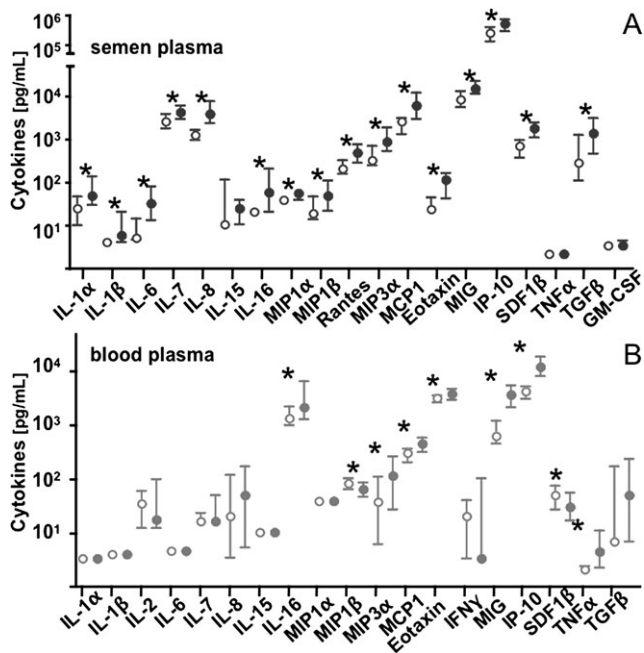 A
semen plasma
Cytokines [pg/mL]
10⁶
10⁵
10⁴
10³
10²
10¹
* * * * * * * * * * * * * * * *
IL-1α IL-1β IL-6 IL-7 IL-8 IL-15 IL-16 MIP1α MIP1β Rantes MIP3α MCP1 Eotaxin MIG IP-10 SDF1β TNFα TGFβ GM-CSF
B
blood plasma
Cytokines [pg/mL]
10⁴
10³
10²
10¹
* * * * * * * * *
IL-1α IL-1β IL-2 IL-6 IL-7 IL-8 IL-15 IL-16 MIP1α MIP1β MIP3α MCP1 Eotaxin IFNγ MIG IP-10 SDF1β TNFα TGFβ